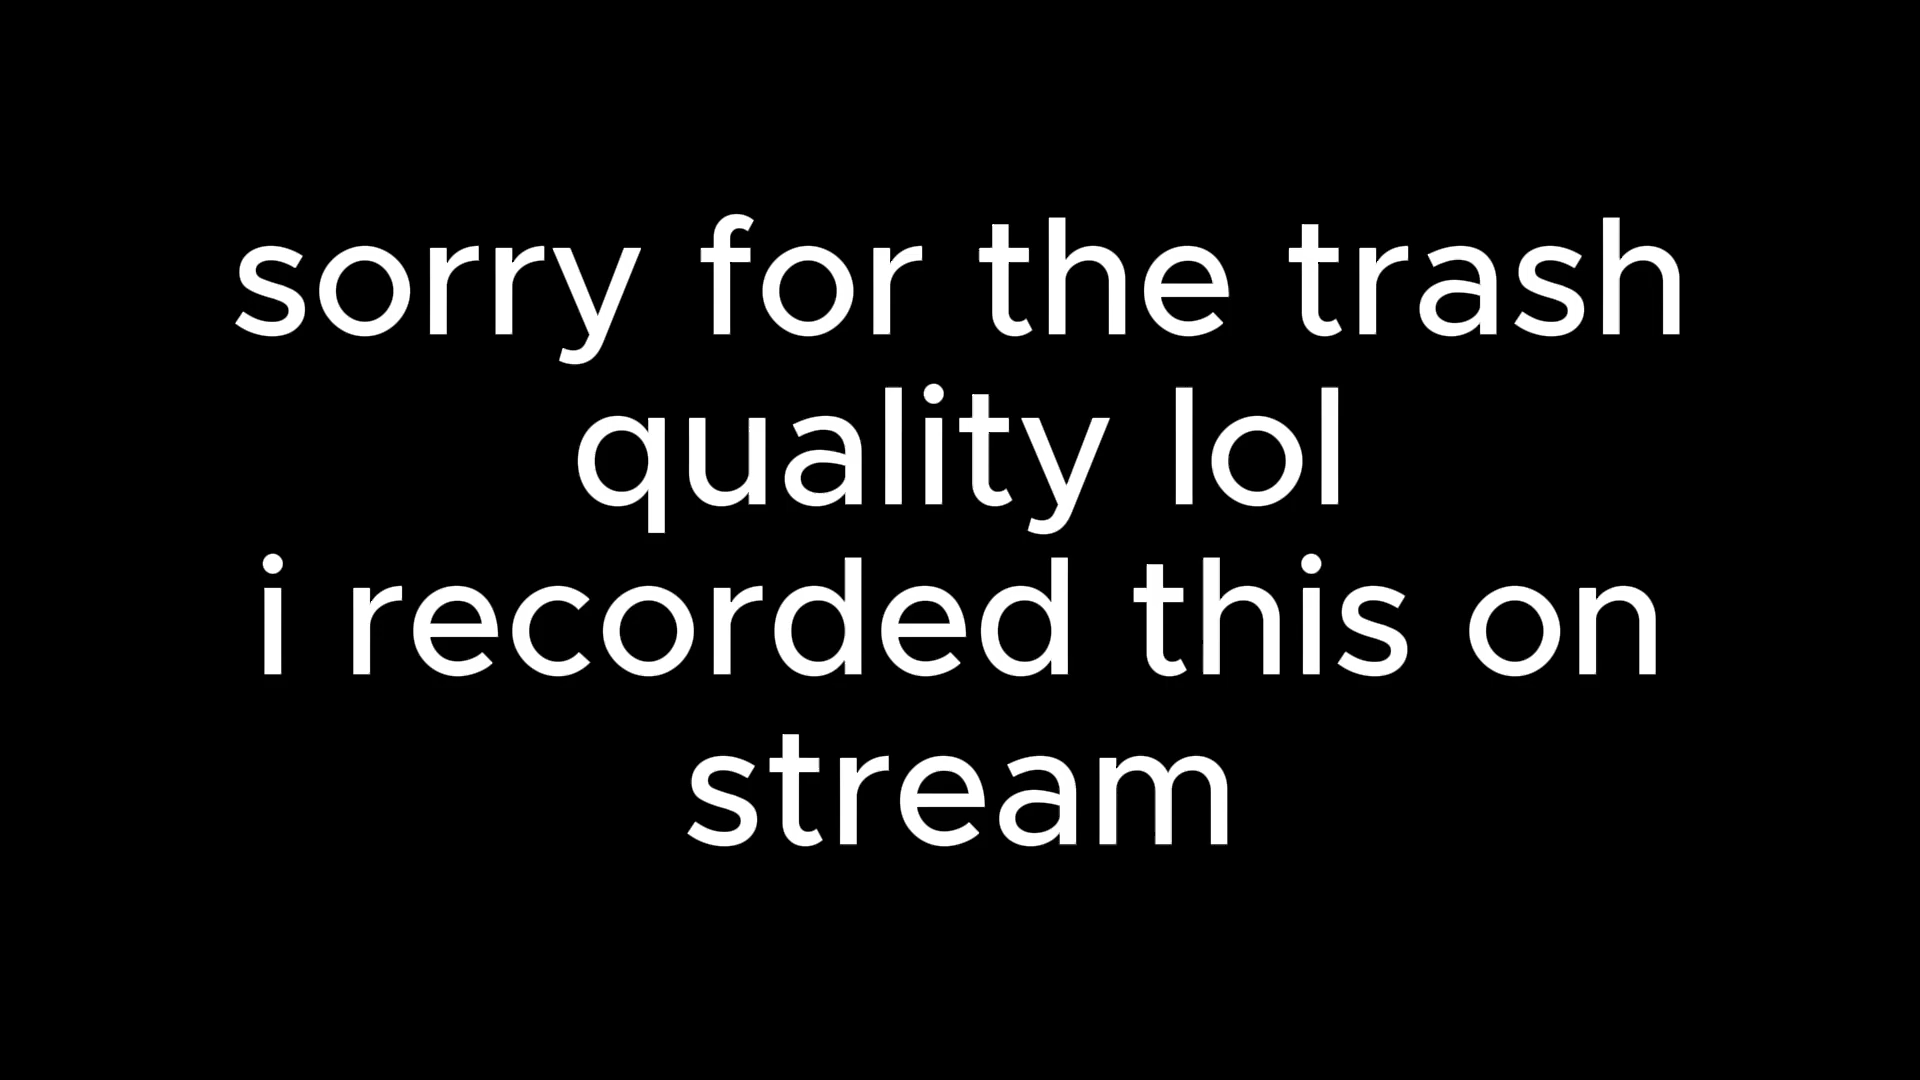 sorry for the trash
quality lol
i recorded this on
stream